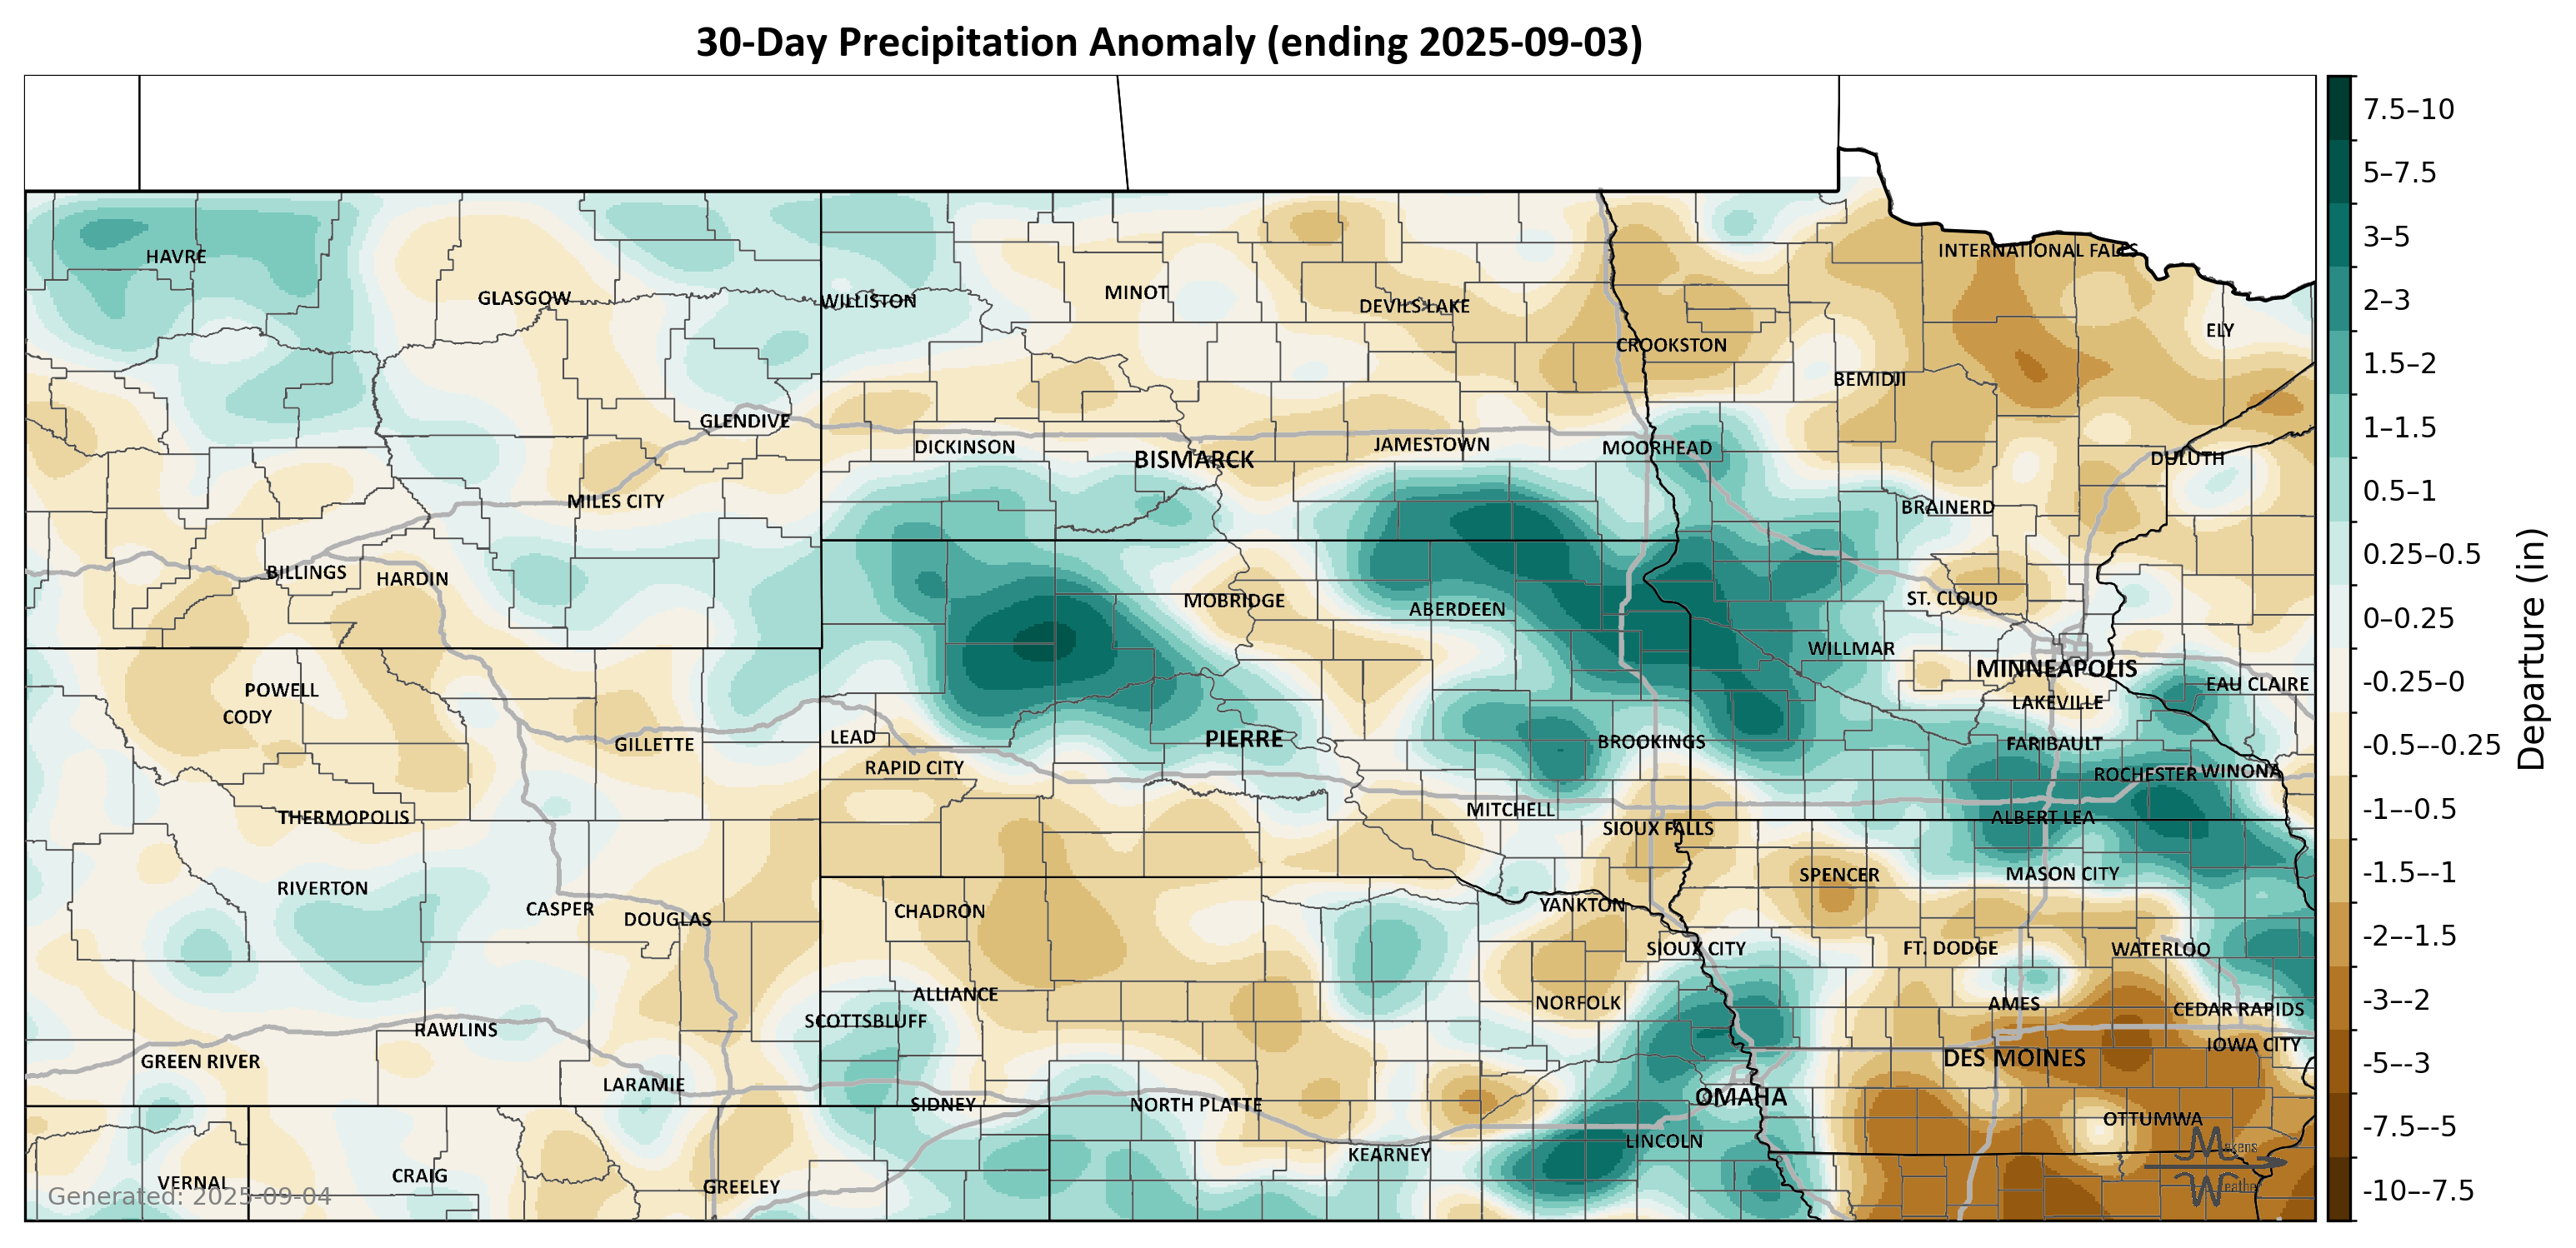 30-Day Precipitation Anomaly (ending 2025-09-03)
HAVRE
GLASGOW
WILLISTON
MINOT
DEVILS LAKE
CROOKSTON
INTERNATIONAL FALLS
ELY
BEMIDJI
GLENDIVE
DICKINSON
BISMARCK
JAMESTOWN
MOORHEAD
DULUTH
MILES CITY
BRAINERD
BILLINGS
HARDIN
MOBRIDGE
ABERDEEN
ST. CLOUD
WILLMAR
MINNEAPOLIS
EAU CLAIRE
POWELL
CODY
LAKEVILLE
GILLETTE
LEAD
PIERRE
BROOKINGS
FARIBAULT
RAPID CITY
ROCHESTER
WINONA
THERMOPOLIS
MITCHELL
ALBERT LEA
SIOUX FALLS
RIVERTON
SPENCER
MASON CITY
CASPER
DOUGLAS
CHADRON
YANKTON
SIOUX CITY
FT. DODGE
WATERLOO
ALLIANCE
NORFOLK
AMES
CEDAR RAPIDS
SCOTTSBLUFF
RAWLINS
IOWA CITY
GREEN RIVER
DES MOINES
LARAMIE
OMAHA
SIDNEY
NORTH PLATTE
OTTUMWA
LINCOLN
KEARNEY
VERNAL
CRAIG
GREELEY
Generated: 2025-09-04
7.5–10
5–7.5
3–5
2–3
1.5–2
1–1.5
0.5–1
0.25–0.5
0–0.25
-0.25–0
-0.5–-0.25
-1–-0.5
-1.5–-1
-2–-1.5
-3–-2
-5–-3
-7.5–-5
-10–-7.5
Departure (in)